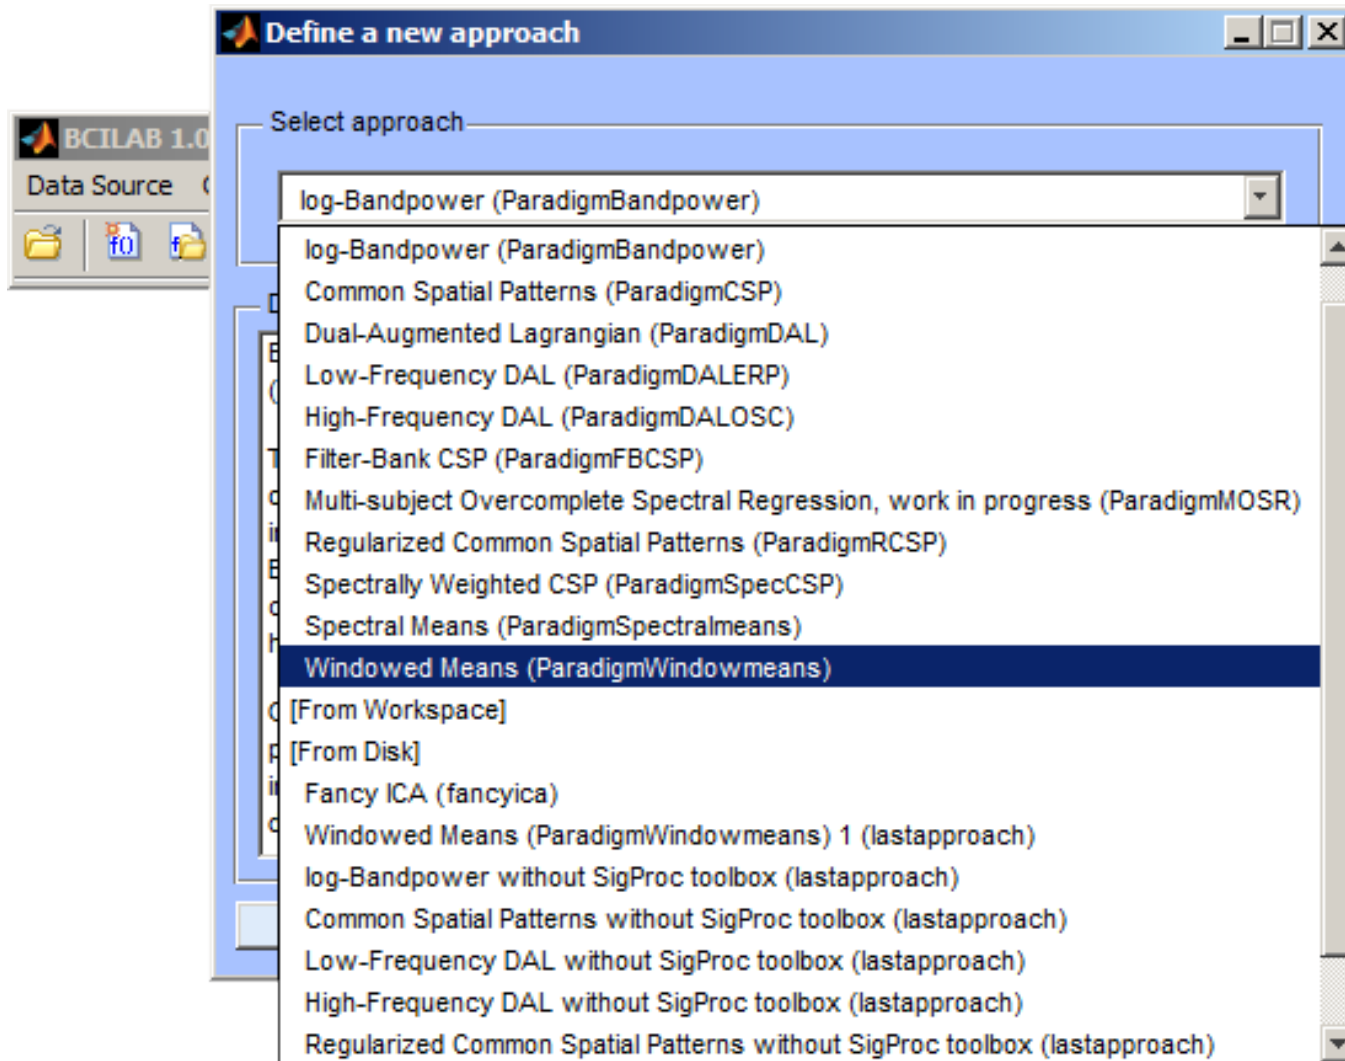 Define a new approach
BCILAB 1.0
Data Source
Select approach
log-Bandpower (ParadigmBandpower)
log-Bandpower (ParadigmBandpower)
Common Spatial Patterns (ParadigmCSP)
Dual-Augmented Lagrangian (ParadigmDAL)
Low-Frequency DAL (ParadigmDALERP)
High-Frequency DAL (ParadigmDALOSC)
Filter-Bank CSP (ParadigmFBCSP)
Multi-subject Overcomplete Spectral Regression, work in progress (ParadigmMOSR)
Regularized Common Spatial Patterns (ParadigmRCSP)
Spectrally Weighted CSP (ParadigmSpecCSP)
Spectral Means (ParadigmSpectralmeans)
Windowed Means (ParadigmWindowmeans)
[From Workspace]
[From Disk]
Fancy ICA (fancyica)
Windowed Means (ParadigmWindowmeans) 1 (lastapproach)
log-Bandpower without SigProc toolbox (lastapproach)
Common Spatial Patterns without SigProc toolbox (lastapproach)
Low-Frequency DAL without SigProc toolbox (lastapproach)
High-Frequency DAL without SigProc toolbox (lastapproach)
Regularized Common Spatial Patterns without SigProc toolbox (lastapproach)